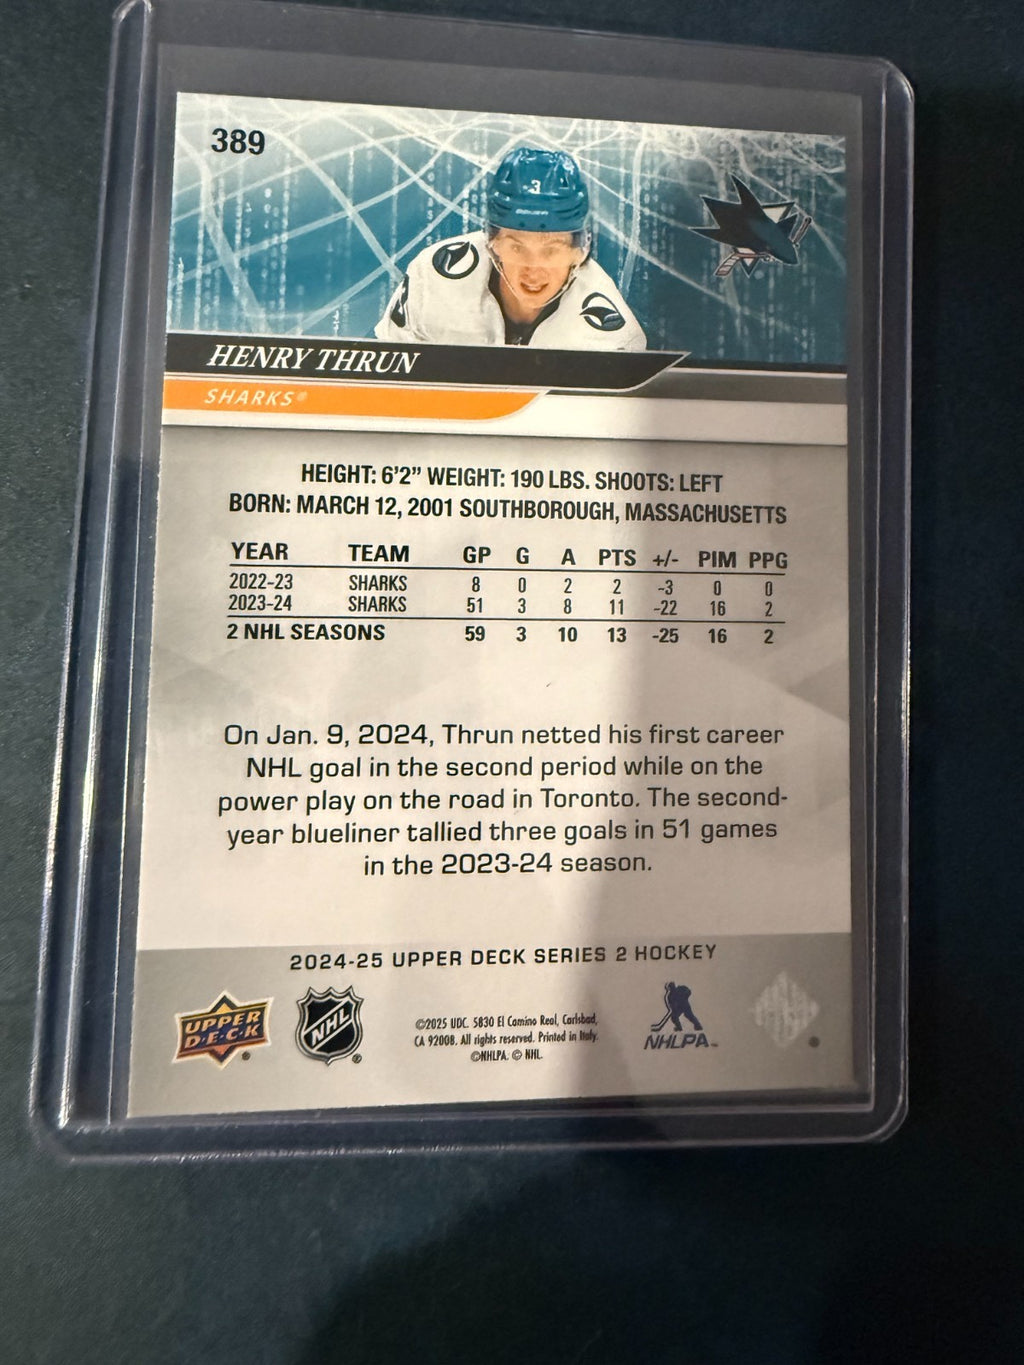 389
3
HENRY THRUN
SHARKS®
HEIGHT: 6'2" WEIGHT: 190 LBS. SHOOTS: LEFT
BORN: MARCH 12, 2001 SOUTHBOROUGH, MASSACHUSETTS
YEAR TEAM GP G A PTS +/- PIM PPG
2022-23 SHARKS 8 0 2 2 -3 0 0
2023-24 SHARKS 51 3 8 11 -22 16 2
2 NHL SEASONS 59 3 10 13 -25 16 2
On Jan. 9, 2024, Thrun netted his first career
NHL goal in the second period while on the
power play on the road in Toronto. The second-
year blueliner tallied three goals in 51 games
in the 2023-24 season.
2024-25 UPPER DECK SERIES 2 HOCKEY
UPPER
D·E·C·K®
NHL®
©2025 UDC. 5830 El Camino Real, Carlsbad,
CA 92008. All rights reserved. Printed in Italy.
©NHLPA. © NHL.
NHLPA™